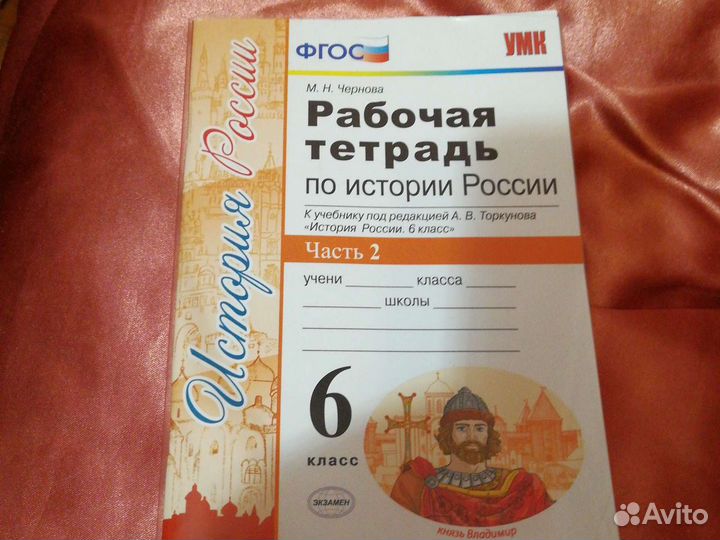 История России
ФГОС
УМК
М. Н. Чернова
Рабочая
тетрадь
по истории России
К учебнику под редакцией А. В. Торкунова
«История России. 6 класс»
Часть 2
учени класса
школы
6
класс
ЭКЗАМЕН
князь Владимир
Avito